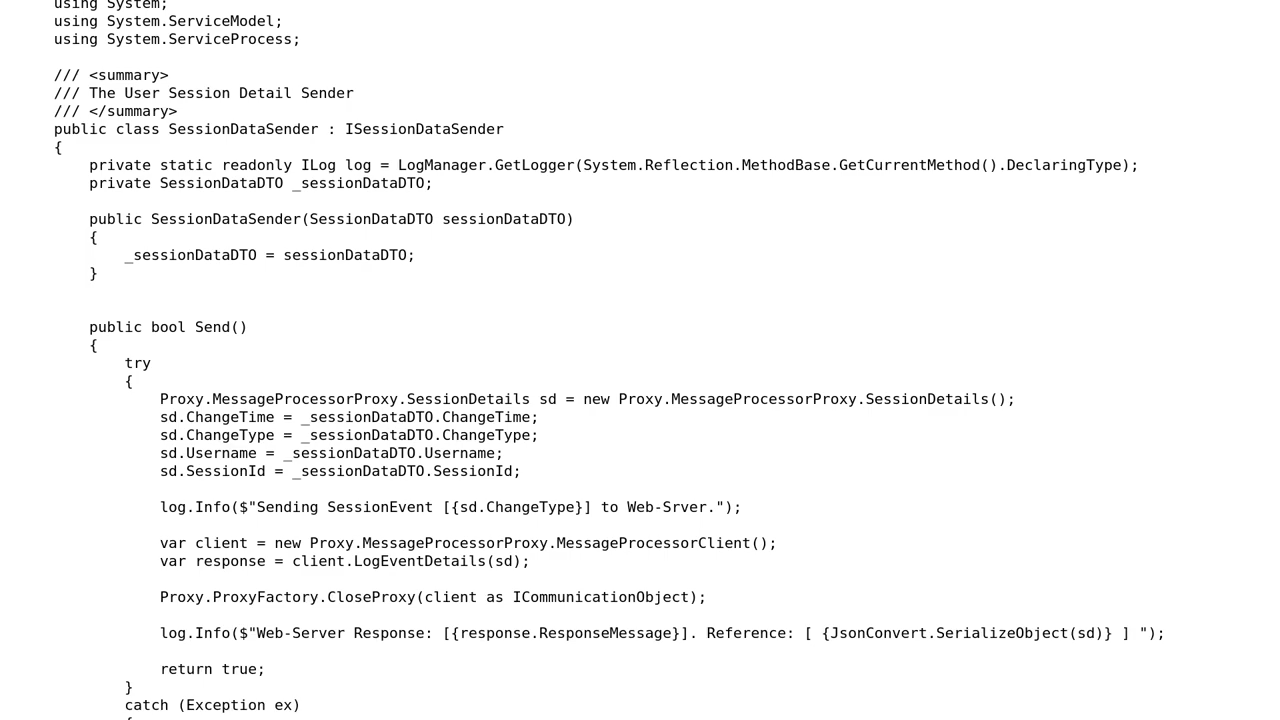 using System;
using System.ServiceModel;
using System.ServiceProcess;

/// <summary>
/// The User Session Detail Sender
/// </summary>
public class SessionDataSender : ISessionDataSender
{
    private static readonly ILog log = LogManager.GetLogger(System.Reflection.MethodBase.GetCurrentMethod().DeclaringType);
    private SessionDataDTO _sessionDataDTO;

    public SessionDataSender(SessionDataDTO sessionDataDTO)
    {
        _sessionDataDTO = sessionDataDTO;
    }


    public bool Send()
    {
        try
        {
            Proxy.MessageProcessorProxy.SessionDetails sd = new Proxy.MessageProcessorProxy.SessionDetails();
            sd.ChangeTime = _sessionDataDTO.ChangeTime;
            sd.ChangeType = _sessionDataDTO.ChangeType;
            sd.Username = _sessionDataDTO.Username;
            sd.SessionId = _sessionDataDTO.SessionId;

            log.Info($"Sending SessionEvent [{sd.ChangeType}] to Web-Srver.");

            var client = new Proxy.MessageProcessorProxy.MessageProcessorClient();
            var response = client.LogEventDetails(sd);

            Proxy.ProxyFactory.CloseProxy(client as ICommunicationObject);

            log.Info($"Web-Server Response: [{response.ResponseMessage}]. Reference: [ {JsonConvert.SerializeObject(sd)} ] ");

            return true;
        }
        catch (Exception ex)
        {